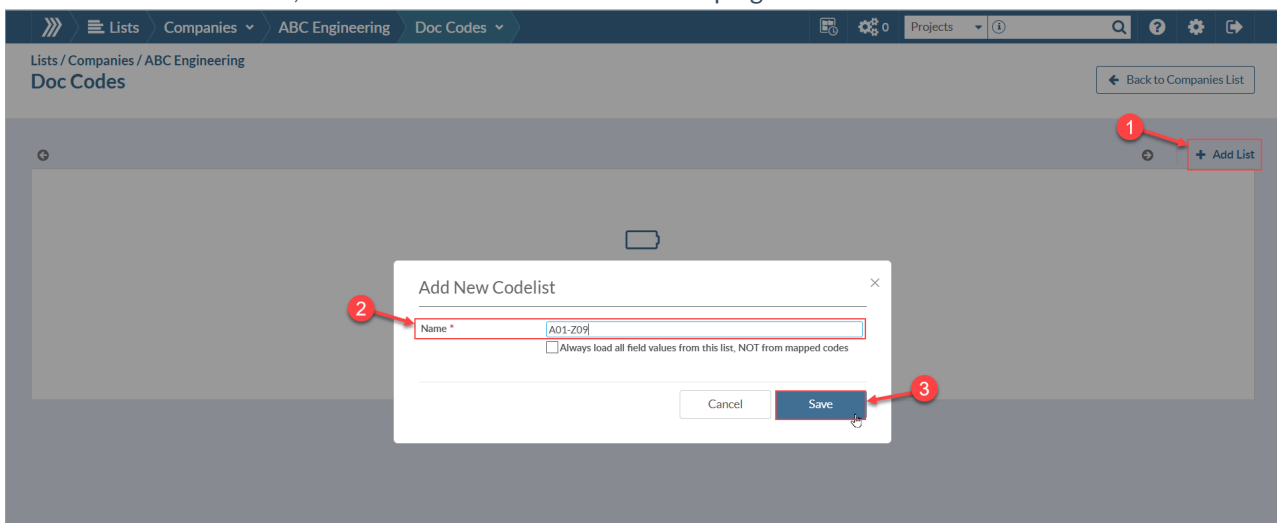 Lists Companies ABC Engineering Doc Codes 0 Projects
Lists / Companies / ABC Engineering
Doc Codes
Back to Companies List
1
+ Add List
Add New Codelist
2
Name * A01-Z09
Always load all field values from this list, NOT from mapped codes
3
Cancel Save